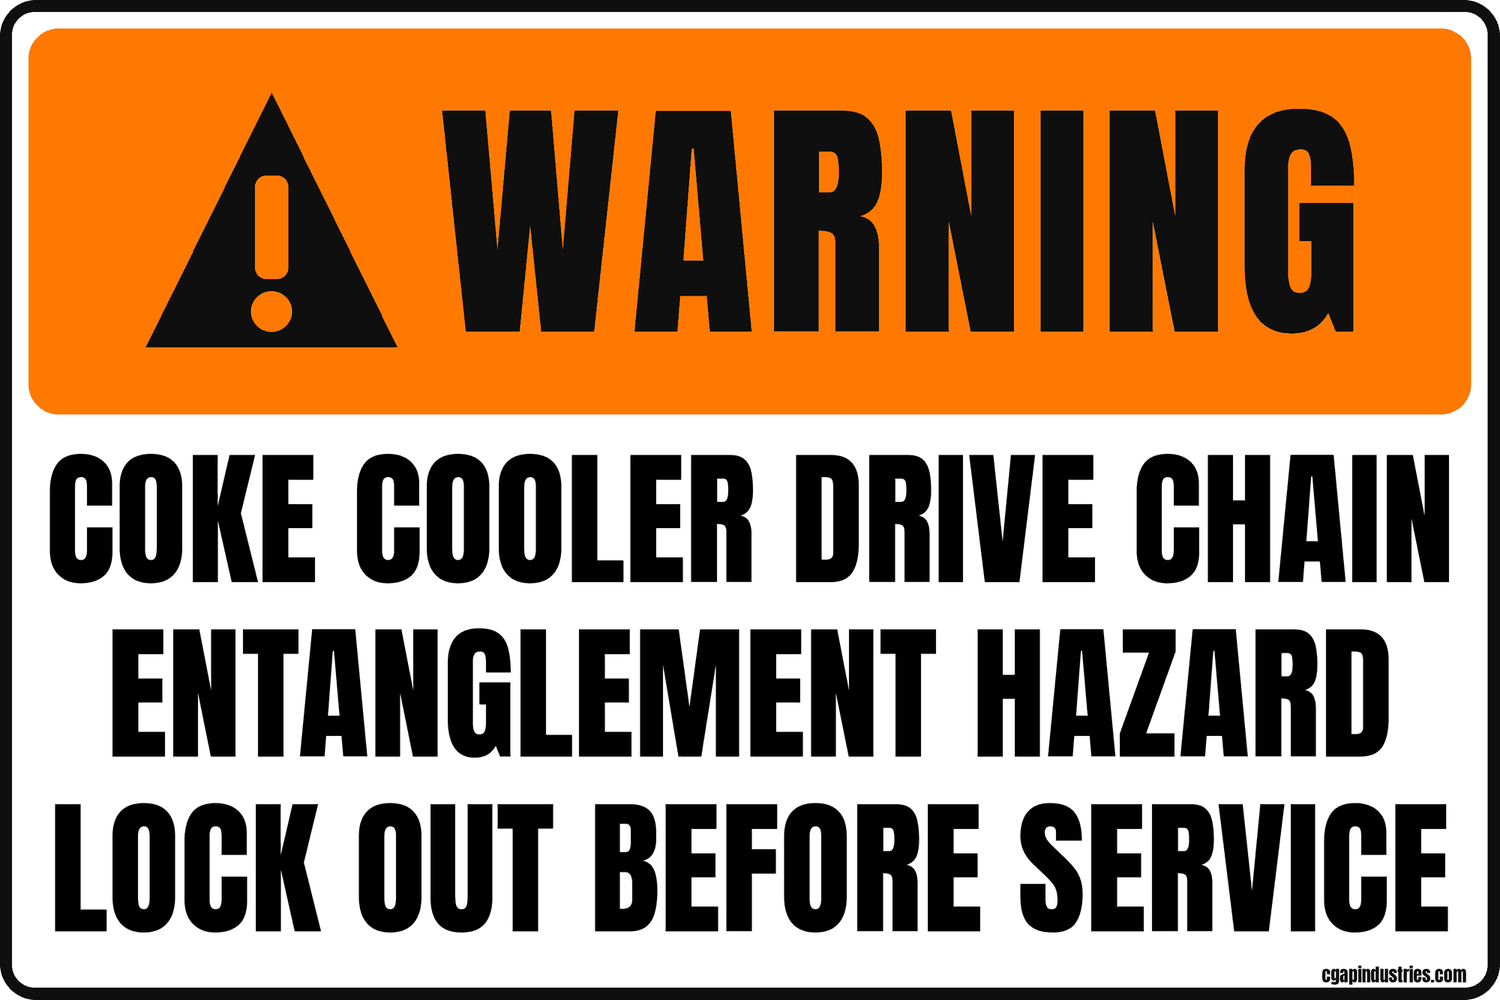 WARNING
COKE COOLER DRIVE CHAIN
ENTANGLEMENT HAZARD
LOCK OUT BEFORE SERVICE
cgapindustries.com